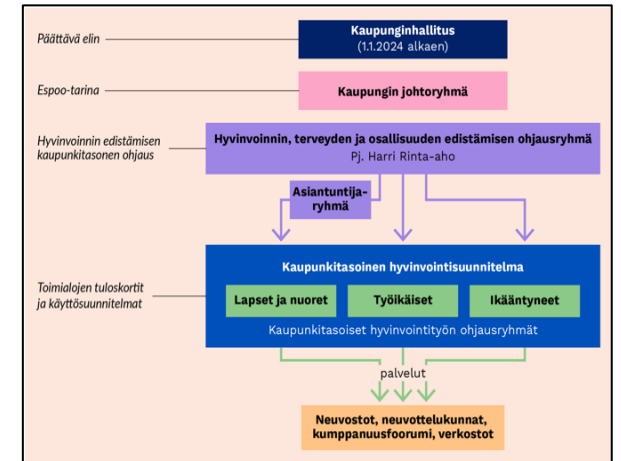 Päättävä elin
Kaupunginhallitus
(1.1.2024 alkaen)
Espoo-tarina
Kaupungin johtoryhmä
Hyvinvoinnin edistämisen
kaupunkitasonen ohjaus
Hyvinvoinnin, terveyden ja osallisuuden edistämisen ohjausryhmä
Pj. Harri Rinta-aho
Asiantuntija-
ryhmä
Toimialojen tuloskortit
ja käyttösuunnitelmat
Kaupunkitasoinen hyvinvointisuunnitelma
Lapset ja nuoret
Työikäiset
Ikääntyneet
Kaupunkitasoiset hyvinvointityön ohjausryhmät
palvelut
Neuvostot, neuvottelukunnat,
kumppanuusfoorumi, verkostot